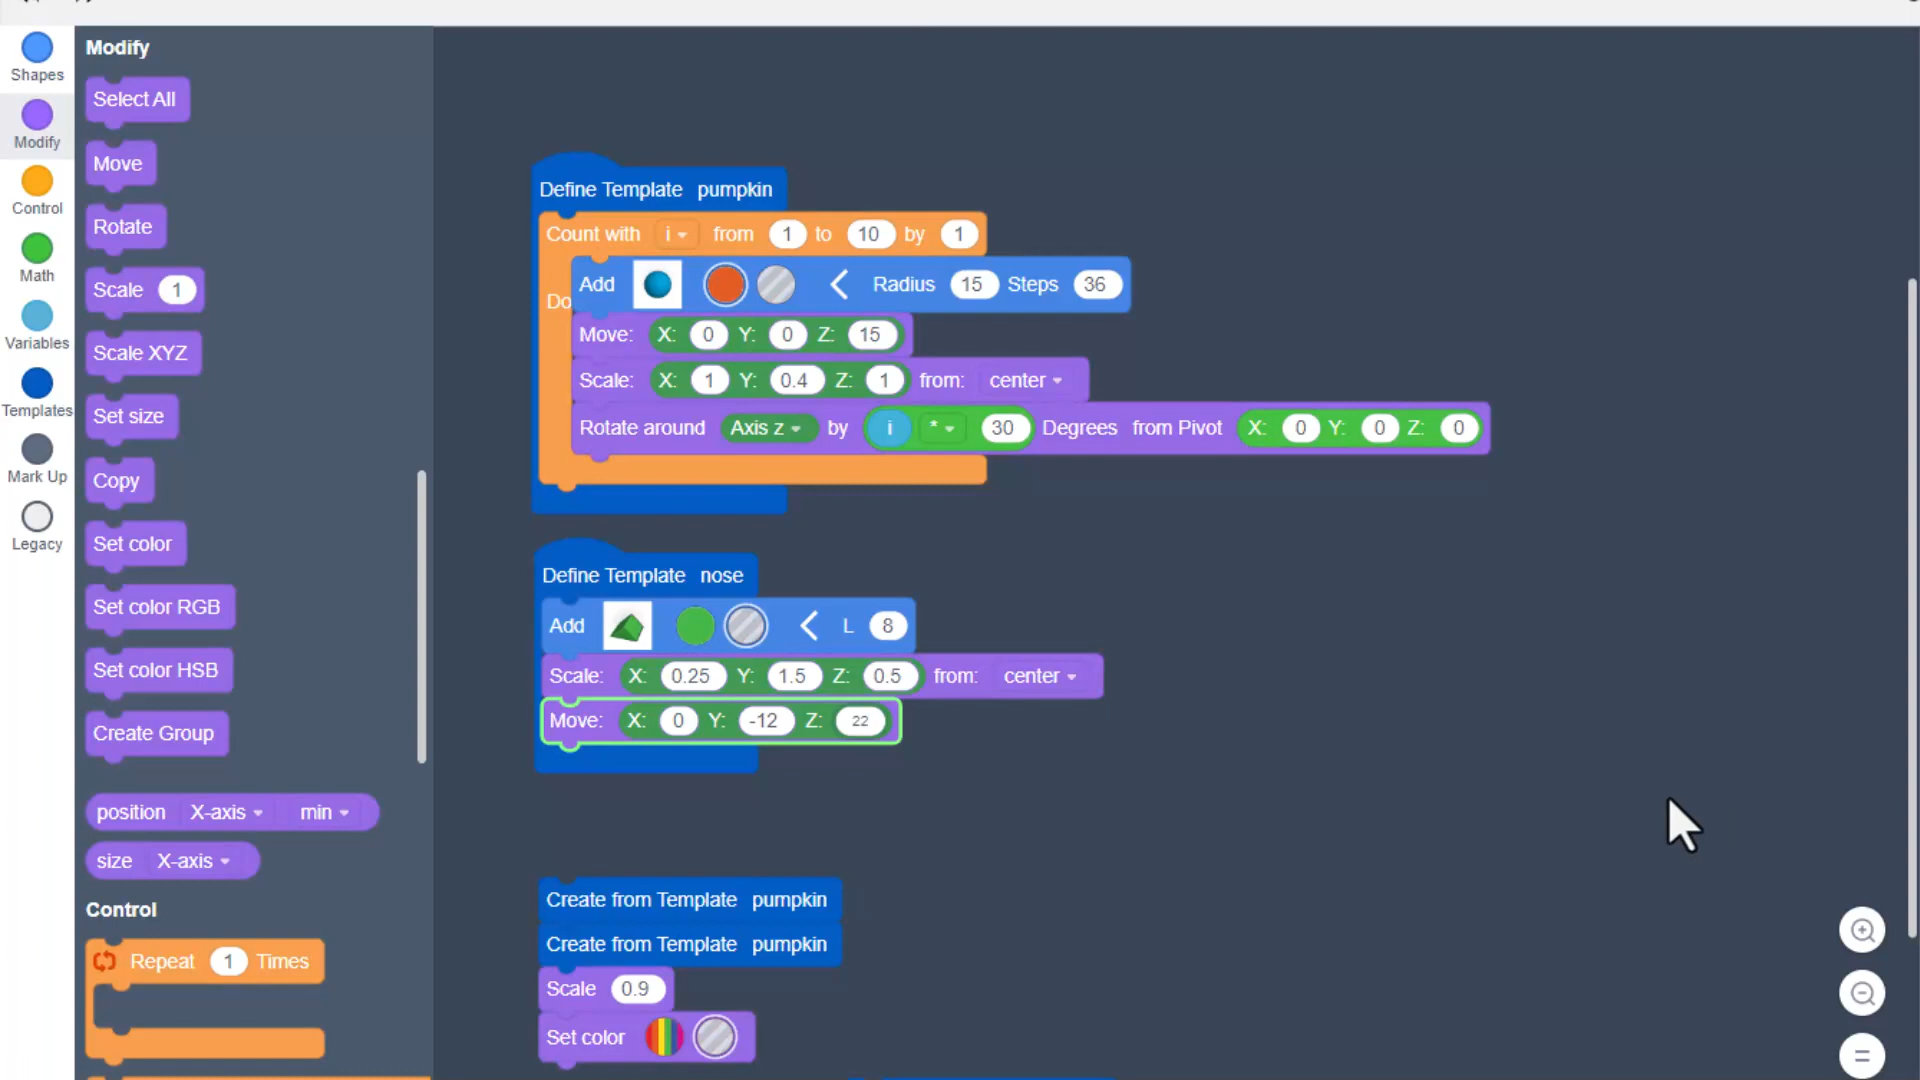 Shapes
Modify
Control
Math
Variables
Templates
Mark Up
Legacy
Modify
Select All
Move
Rotate
Scale 1
Scale XYZ
Set size
Copy
Set color
Set color RGB
Set color HSB
Create Group
position X-axis min
size X-axis
Control
Repeat 1 Times
Define Template pumpkin
Count with i from 1 to 10 by 1
Do
Add Radius 15 Steps 36
Move: X: 0 Y: 0 Z: 15
Scale: X: 1 Y: 0.4 Z: 1 from: center
Rotate around Axis z by i * 30 Degrees from Pivot X: 0 Y: 0 Z: 0
Define Template nose
Add L 8
Scale: X: 0.25 Y: 1.5 Z: 0.5 from: center
Move: X: 0 Y: -12 Z: 22
Create from Template pumpkin
Create from Template pumpkin
Scale 0.9
Set color